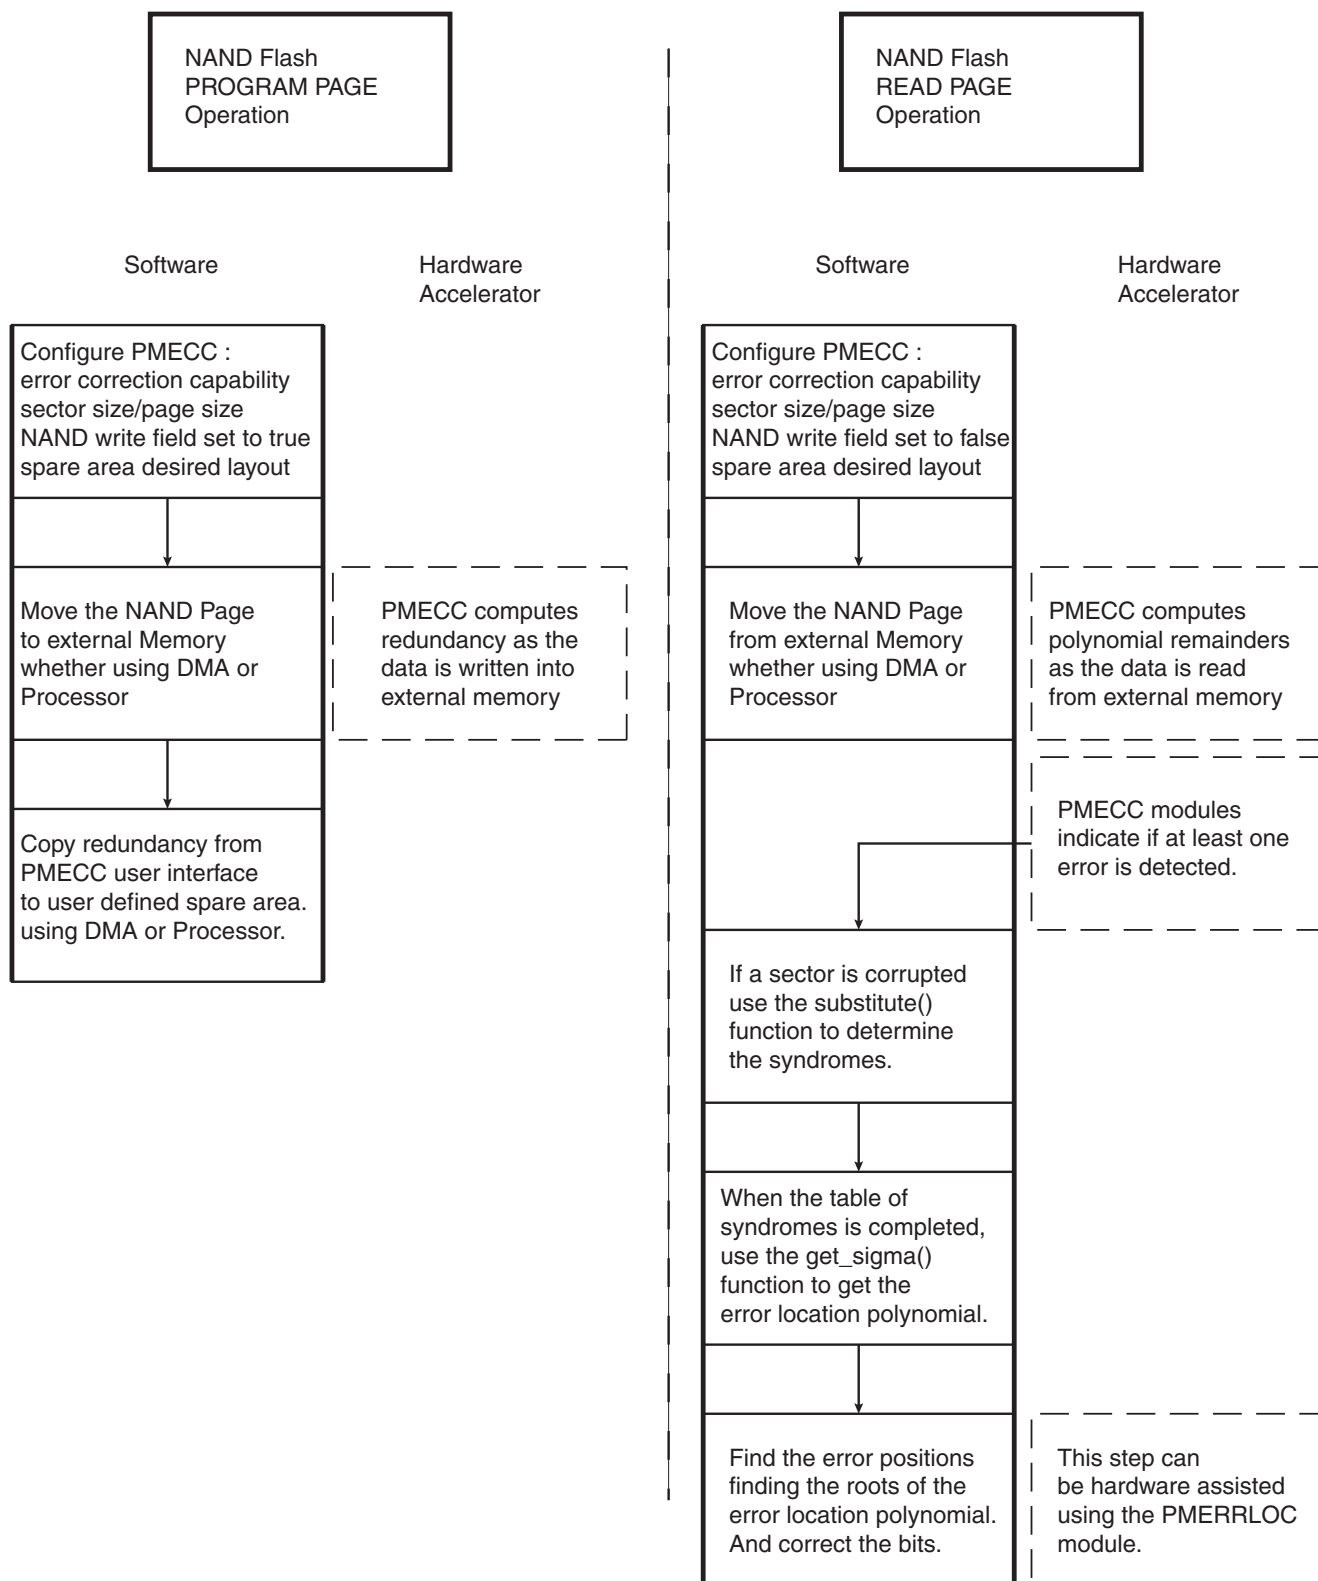 NAND Flash
PROGRAM PAGE
Operation
Software
Hardware
Accelerator
Configure PMECC :
error correction capability
sector size/page size
NAND write field set to true
spare area desired layout
Move the NAND Page
to external Memory
whether using DMA or
Processor
PMECC computes
redundancy as the
data is written into
external memory
Copy redundancy from
PMECC user interface
to user defined spare area.
using DMA or Processor.
NAND Flash
READ PAGE
Operation
Software
Hardware
Accelerator
Configure PMECC :
error correction capability
sector size/page size
NAND write field set to false
spare area desired layout
Move the NAND Page
from external Memory
whether using DMA or
Processor
PMECC computes
polynomial remainders
as the data is read
from external memory
PMECC modules
indicate if at least one
error is detected.
If a sector is corrupted
use the substitute()
function to determine
the syndromes.
When the table of
syndromes is completed,
use the get_sigma()
function to get the
error location polynomial.
Find the error positions
finding the roots of the
error location polynomial.
And correct the bits.
This step can
be hardware assisted
using the PMERRLOC
module.